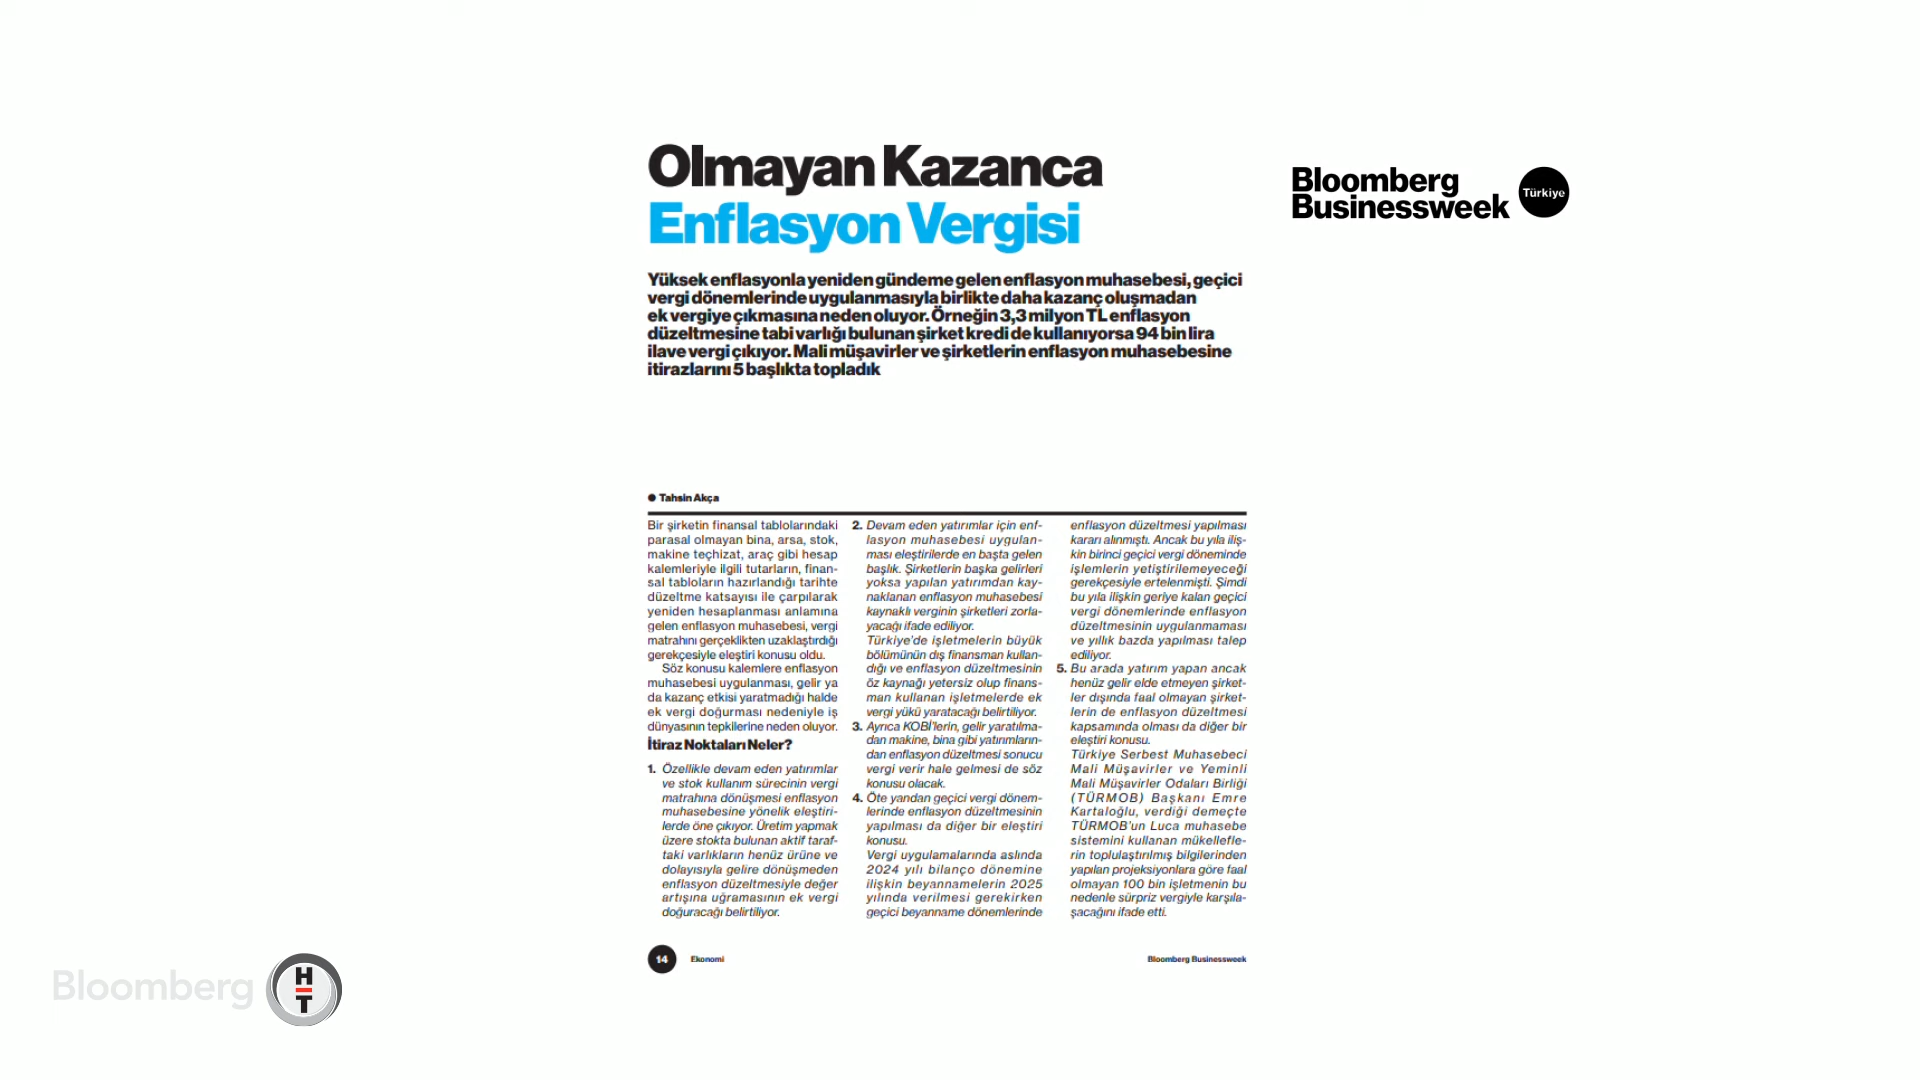 Olmayan Kazanca
Enflasyon Vergisi
Bloomberg
Businessweek
Türkiye
Yüksek enflasyonla yeniden gündeme gelen enflasyon muhasebesi, geçici
vergi dönemlerinde uygulanmasıyla birlikte daha kazanç oluşmadan
ek vergiye çıkmasına neden oluyor. Örneğin 3,3 milyon TL enflasyon
düzeltmesine tabi varlığı bulunan şirket kredi de kullanıyorsa 94 bin lira
ilave vergi çıkıyor. Mali müşavirler ve şirketlerin enflasyon muhasebesine
itirazlarını 5 başlıkta topladık
● Tahsin Akça
Bir şirketin finansal tablolarındaki
parasal olmayan bina, arsa, stok,
makine teçhizat, araç gibi hesap
kalemleriyle ilgili tutarların, finan-
sal tabloların hazırlandığı tarihte
düzeltme katsayısı ile çarpılarak
yeniden hesaplanması anlamına
gelen enflasyon muhasebesi, vergi
matrahını gerçeklikten uzaklaştırdığı
gerekçesiyle eleştiri konusu oldu.
Söz konusu kalemlere enflasyon
muhasebesi uygulanması, gelir ya
da kazanç etkisi yaratmadığı halde
ek vergi doğurması nedeniyle iş
dünyasının tepkilerine neden oluyor.
İtiraz Noktaları Neler?
1. Özellikle devam eden yatırımlar
ve stok kullanım sürecinin vergi
matrahına dönüşmesi enflasyon
muhasebesine yönelik eleştiri-
lerde öne çıkıyor. Üretim yapmak
üzere stokta bulunan aktif taraf-
taki varlıkların henüz ürüne ve
dolayısıyla gelire dönüşmeden
enflasyon düzeltmesiyle değer
artışına uğramasının ek vergi
doğuracağı belirtiliyor.
2. Devam eden yatırımlar için enf-
lasyon muhasebesi uygulan-
ması eleştirilerde en başta gelen
başlık. Şirketlerin başka gelirleri
yoksa yapılan yatırımdan kay-
naklanan enflasyon muhasebesi
kaynaklı verginin şirketleri zorla-
yacağı ifade ediliyor.
Türkiye’de işletmelerin büyük
bölümünün dış finansman kullan-
dığı ve enflasyon düzeltmesinin
öz kaynağı yetersiz olup finans-
man kullanan işletmelerde ek
vergi yükü yaratacağı belirtiliyor.
3. Ayrıca KOBİ’lerin, gelir yaratılma-
dan makine, bina gibi yatırımların-
dan enflasyon düzeltmesi sonucu
vergi verir hale gelmesi de söz
konusu olacak.
4. Öte yandan geçici vergi dönem-
lerinde enflasyon düzeltmesinin
yapılması da diğer bir eleştiri
konusu.
Vergi uygulamalarında aslında
2024 yılı bilanço dönemine
ilişkin beyannamelerin 2025
yılında verilmesi gerekirken
geçici beyanname dönemlerinde
enflasyon düzeltmesi yapılması
kararı alınmıştı. Ancak bu yıla iliş-
kin birinci geçici vergi döneminde
işlemlerin yetiştirilemeyeceği
gerekçesiyle ertelenmişti. Şimdi
bu yıla ilişkin geriye kalan geçici
vergi dönemlerinde enflasyon
düzeltmesinin uygulanmaması
ve yıllık bazda yapılması talep
ediliyor.
5. Bu arada yatırım yapan ancak
henüz gelir elde etmeyen şirket-
ler dışında faal olmayan şirket-
lerin de enflasyon düzeltmesi
kapsamında olması da diğer bir
eleştiri konusu.
Türkiye Serbest Muhasebeci
Mali Müşavirler ve Yeminli
Mali Müşavirler Odaları Birliği
(TÜRMOB) Başkanı Emre
Kartaloğlu, verdiği demeçte
TÜRMOB’un Luca muhasebe
sistemini kullanan mükellefle-
rin toplulaştırılmış bilgilerinden
yapılan projeksiyonlara göre faal
olmayan 100 bin işletmenin bu
nedenle sürpriz vergiyle karşıla-
şacağını ifade etti.
14
Ekonomi
Bloomberg Businessweek
Bloomberg
HT